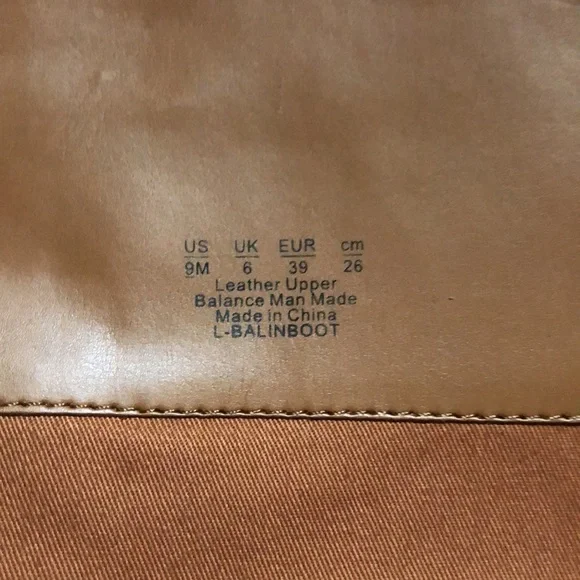 US UK EUR cm
9M 6 39 26
Leather Upper
Balance Man Made
Made in China
L-BALINBOOT